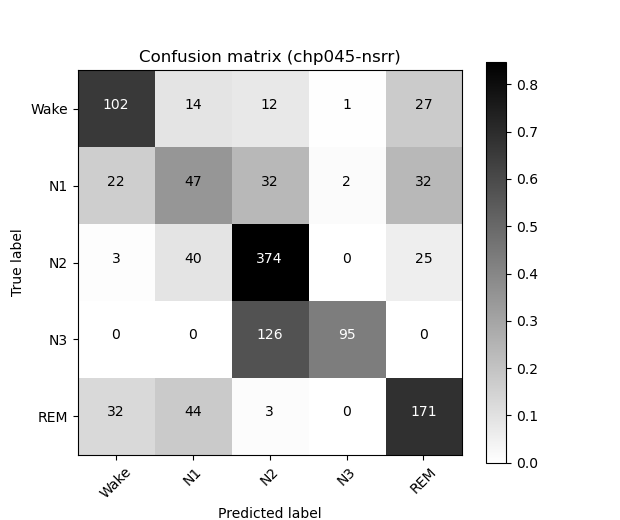 Confusion matrix (chp045-nsrr)
Wake 102 14 12 1 27
N1 22 47 32 2 32
N2 3 40 374 0 25
N3 0 0 126 95 0
REM 32 44 3 0 171
Wake N1 N2 N3 REM
Predicted label
True label
0.8
0.7
0.6
0.5
0.4
0.3
0.2
0.1
0.0